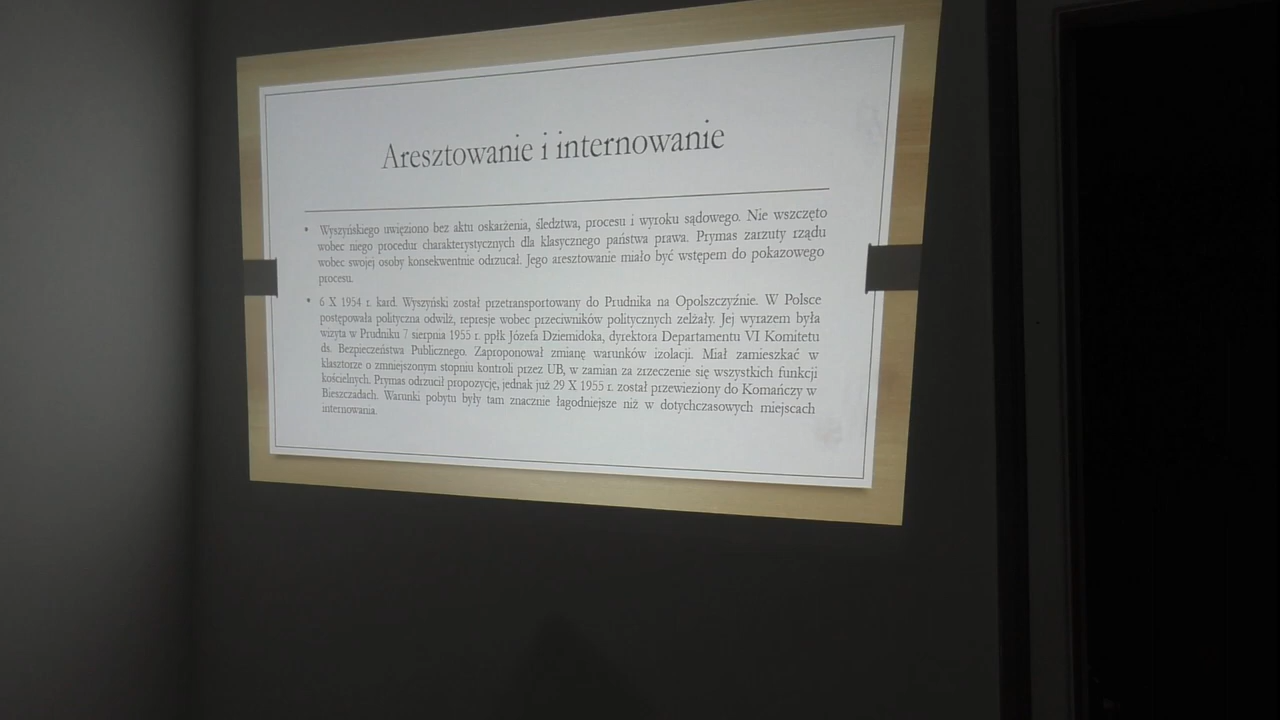 Aresztowanie i internowanie
• Wyszyńskiego uwięziono bez aktu oskarżenia, śledztwa, procesu i wyroku sądowego. Nie wszczęto
wobec niego procedur charakterystycznych dla klasycznego państwa prawa. Prymas zarzuty rządu
wobec swojej osoby konsekwentnie odrzucał. Jego aresztowanie miało być wstępem do pokazowego
procesu.
• 6 X 1954 r. kard. Wyszyński został przetransportowany do Prudnika na Opolszczyźnie. W Polsce
postępowała polityczna odwilż, represje wobec przeciwników politycznych zelżały. Jej wyrazem była
wizyta w Prudniku 7 sierpnia 1955 r. ppłk Józefa Dziemidoka, dyrektora Departamentu VI Komitetu
ds. Bezpieczeństwa Publicznego. Zaproponował zmianę warunków izolacji. Miał zamieszkać w
klasztorze o zmniejszonym stopniu kontroli przez UB, w zamian za zrzeczenie się wszystkich funkcji
kościelnych. Prymas odrzucił propozycję, jednak już 29 X 1955 r. został przewieziony do Komańczy w
Bieszczadach. Warunki pobytu były tam znacznie łagodniejsze niż w dotychczasowych miejscach
internowania.